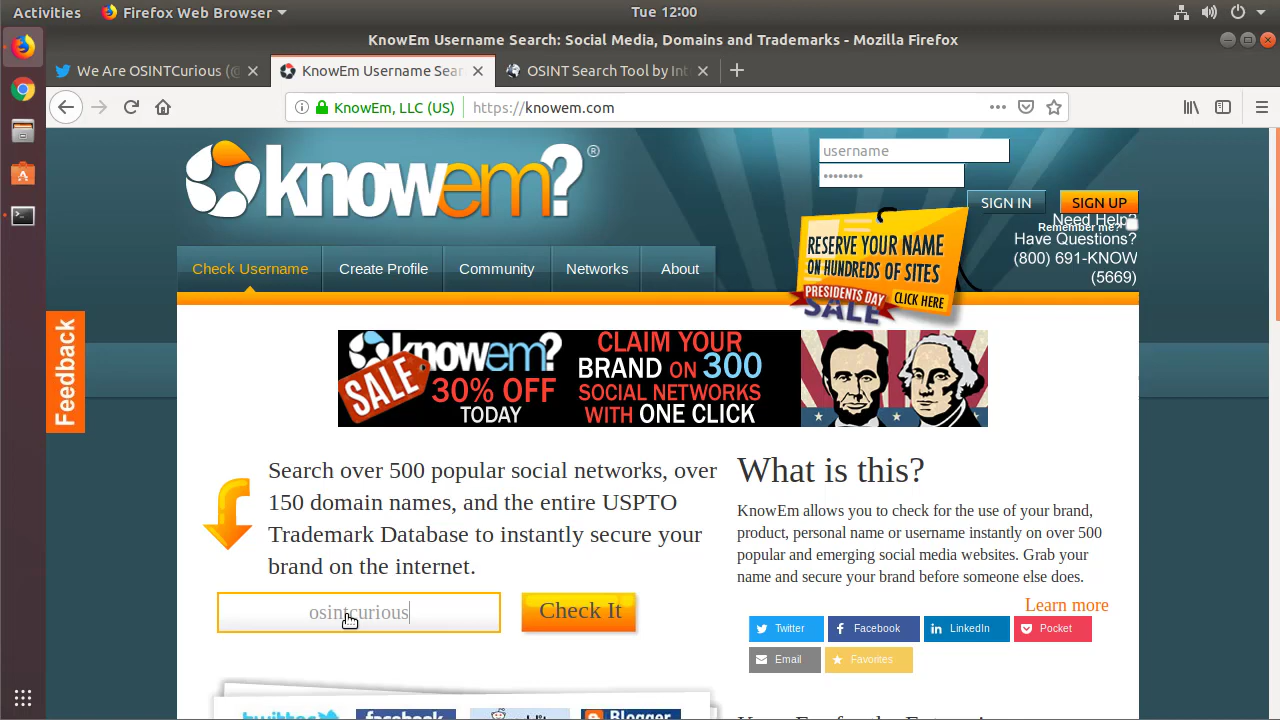 Activities
Firefox Web Browser
Tue 12:00
KnowEm Username Search: Social Media, Domains and Trademarks - Mozilla Firefox
We Are OSINTCurious (@
KnowEm Username Sear
OSINT Search Tool by Int
KnowEm, LLC (US)
https://knowem.com
knowem?®
username
SIGN IN
SIGN UP
Remember me?
Need Help?
Have Questions?
(800) 691-KNOW
(5669)
RESERVE YOUR NAME
ON HUNDREDS OF SITES
PRESIDENTS DAY
CLICK HERE
SALE
Check Username
Create Profile
Community
Networks
About
Feedback
knowem?
SALE
30% OFF
TODAY
CLAIM YOUR
BRAND ON 300
SOCIAL NETWORKS
WITH ONE CLICK
Search over 500 popular social networks, over
150 domain names, and the entire USPTO
Trademark Database to instantly secure your
brand on the internet.
osintcurious
Check It
What is this?
KnowEm allows you to check for the use of your brand,
product, personal name or username instantly on over 500
popular and emerging social media websites. Grab your
name and secure your brand before someone else does.
Learn more
Twitter
Facebook
LinkedIn
Pocket
Email
Favorites
twitter
facebook
reddit
Blogger